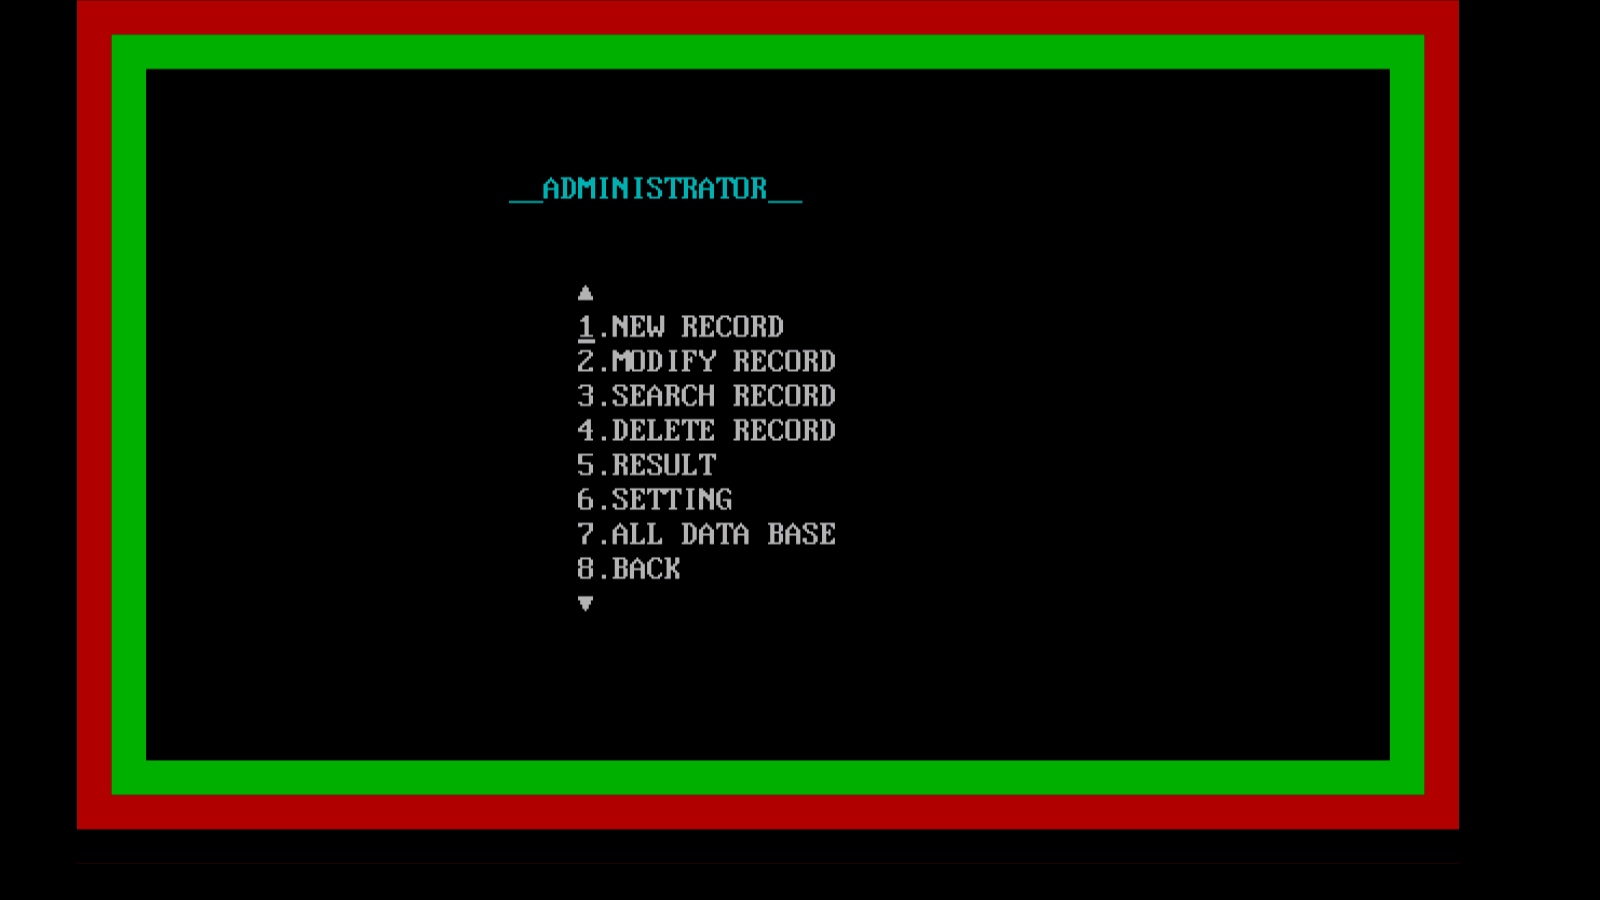 __ADMINISTRATOR__
▲
1.NEW RECORD
2.MODIFY RECORD
3.SEARCH RECORD
4.DELETE RECORD
5.RESULT
6.SETTING
7.ALL DATA BASE
8.BACK
▼